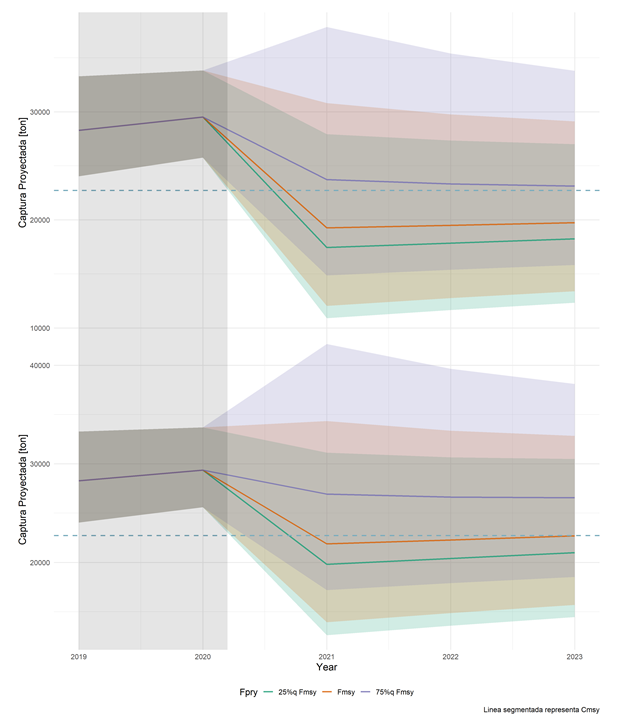 Captura Proyectada [ton]
30000
20000
10000
Captura Proyectada [ton]
40000
30000
20000
2019 2020 2021 2022 2023
Year
Fpry 25%q Fmsy Fmsy 75%q Fmsy
Linea segmentada representa Cmsy